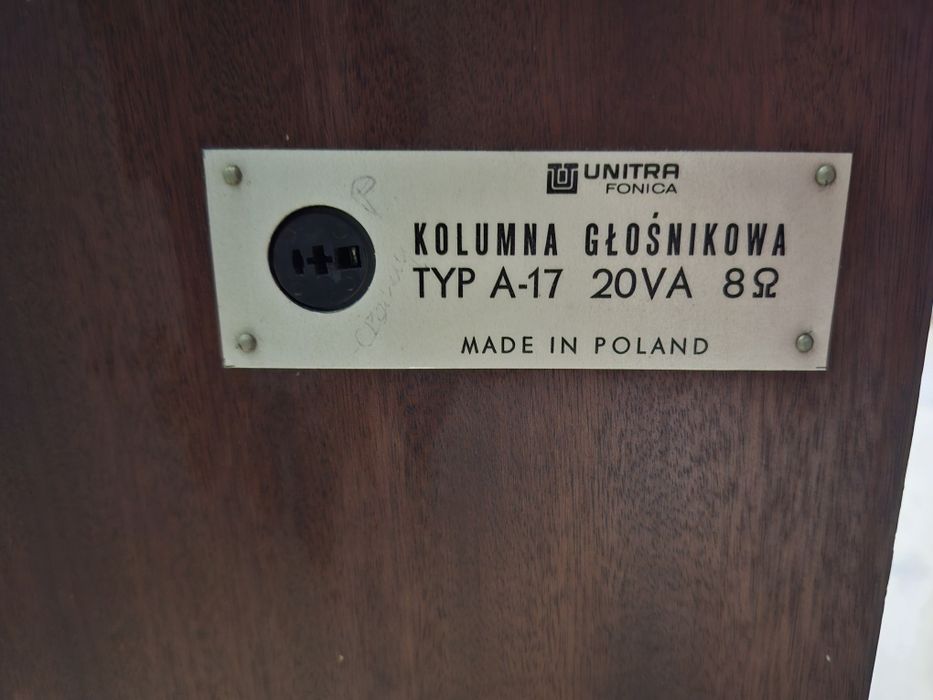 UNITRA
FONICA
KOLUMNA GŁOŚNIKOWA
TYP A-17 20VA 8Ω
MADE IN POLAND